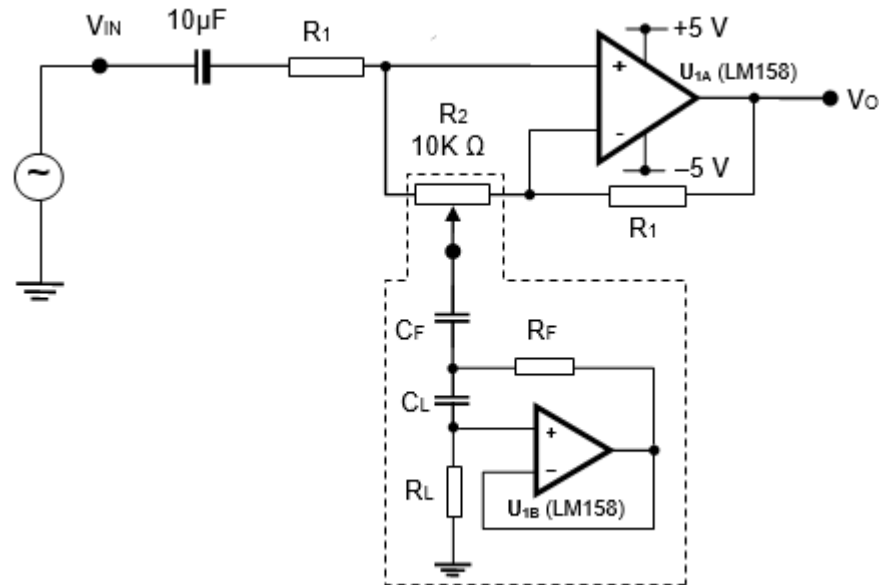 VIN
10µF
R1
+
−
+5 V
U1A (LM158)
VO
R2
10K Ω
−5 V
R1
~
CF
RF
CL
+
−
RL
U1B (LM158)